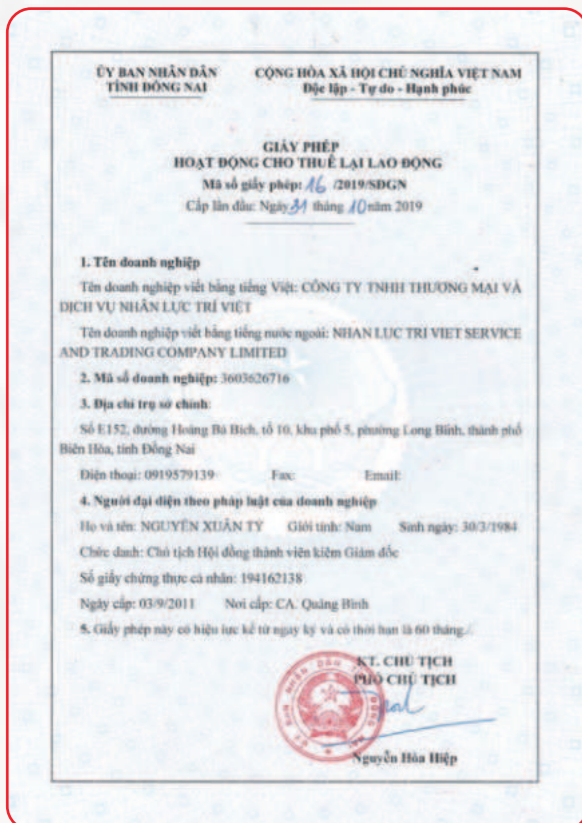 ỦY BAN NHÂN DÂN
TỈNH ĐỒNG NAI
CỘNG HÒA XÃ HỘI CHỦ NGHĨA VIỆT NAM
Độc lập - Tự do - Hạnh phúc
GIẤY PHÉP
HOẠT ĐỘNG CHO THUÊ LẠI LAO ĐỘNG
Mã số giấy phép: 16 /2019/SDGN
Cấp lần đầu: Ngày 31 tháng 10 năm 2019
1. Tên doanh nghiệp
Tên doanh nghiệp viết bằng tiếng Việt: CÔNG TY TNHH THƯƠNG MẠI VÀ
DỊCH VỤ NHÂN LỰC TRÍ VIỆT
Tên doanh nghiệp viết bằng tiếng nước ngoài: NHAN LUC TRI VIET SERVICE
AND TRADING COMPANY LIMITED
2. Mã số doanh nghiệp: 3603626716
3. Địa chỉ trụ sở chính:
Số E152, đường Hoàng Bá Bích, tổ 10, khu phố 5, phường Long Bình, thành phố
Biên Hòa, tỉnh Đồng Nai
Điện thoại: 0919579139 Fax: Email:
4. Người đại diện theo pháp luật của doanh nghiệp
Họ và tên: NGUYỄN XUÂN TÝ Giới tính: Nam Sinh ngày: 30/3/1984
Chức danh: Chủ tịch Hội đồng thành viên kiêm Giám đốc
Số giấy chứng thực cá nhân: 194162138
Ngày cấp: 03/9/2011 Nơi cấp: CA. Quảng Bình
5. Giấy phép này có hiệu lực kể từ ngày ký và có thời hạn là 60 tháng./.
KT. CHỦ TỊCH
PHÓ CHỦ TỊCH
Nguyễn Hòa Hiệp